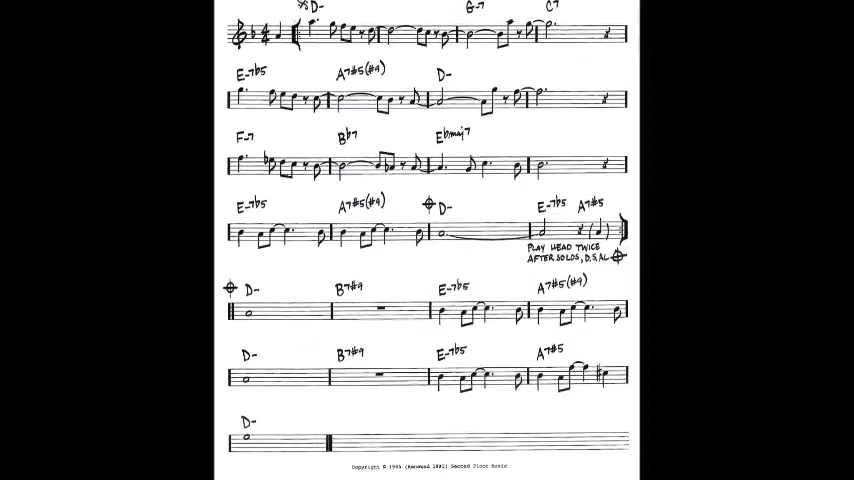 D- G-7 C7
E-7b5 A7#5(#9) D-
F-7 Bb7 Ebmaj7
E-7b5 A7#5(#9) D- E-7b5 A7#5
PLAY HEAD TWICE
AFTER SOLOS, D.S. AL
D- B7#9 E-7b5 A7#5(#9)
D- B7#9 E-7b5 A7#5
D-
Copyright © 1965 (Renewed 1993) Second Floor Music